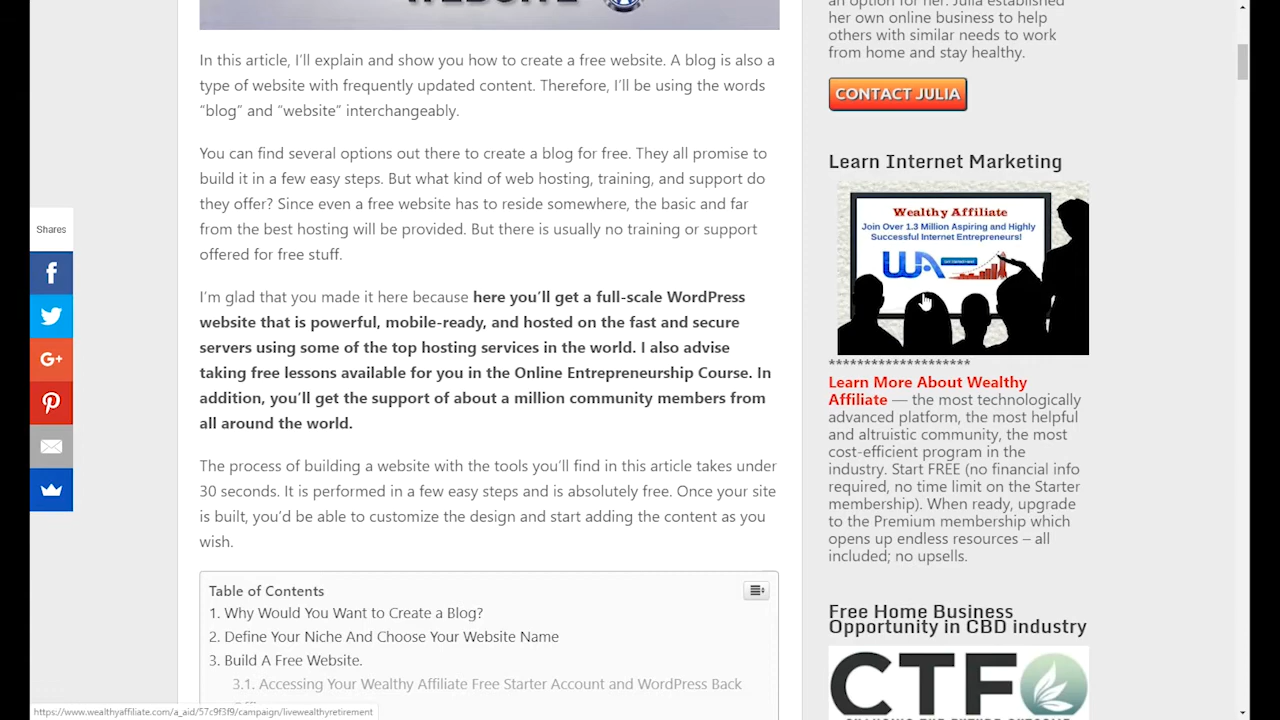 WEBSITE
In this article, I'll explain and show you how to create a free website. A blog is also a
type of website with frequently updated content. Therefore, I'll be using the words
“blog” and “website” interchangeably.
You can find several options out there to create a blog for free. They all promise to
build it in a few easy steps. But what kind of web hosting, training, and support do
they offer? Since even a free website has to reside somewhere, the basic and far
from the best hosting will be provided. But there is usually no training or support
offered for free stuff.
I'm glad that you made it here because here you'll get a full-scale WordPress
website that is powerful, mobile-ready, and hosted on the fast and secure
servers using some of the top hosting services in the world. I also advise
taking free lessons available for you in the Online Entrepreneurship Course. In
addition, you'll get the support of about a million community members from
all around the world.
The process of building a website with the tools you'll find in this article takes under
30 seconds. It is performed in a few easy steps and is absolutely free. Once your site
is built, you'd be able to customize the design and start adding the content as you
wish.
Table of Contents
1. Why Would You Want to Create a Blog?
2. Define Your Niche And Choose Your Website Name
3. Build A Free Website.
3.1. Accessing Your Wealthy Affiliate Free Starter Account and WordPress Back
Shares
G+
https://www.wealthyaffiliate.com/a_aid/57c9f3f9/campaign/livewealthyretirement
an option for her. Julia established
her own online business to help
others with similar needs to work
from home and stay healthy.
CONTACT JULIA
Learn Internet Marketing
Wealthy Affiliate
Join Over 1.3 Million Aspiring and Highly
Successful Internet Entrepreneurs!
WA
********************
Learn More About Wealthy
Affiliate — the most technologically
advanced platform, the most helpful
and altruistic community, the most
cost-efficient program in the
industry. Start FREE (no financial info
required, no time limit on the Starter
membership). When ready, upgrade
to the Premium membership which
opens up endless resources – all
included; no upsells.
Free Home Business
Opportunity in CBD industry
CTFO